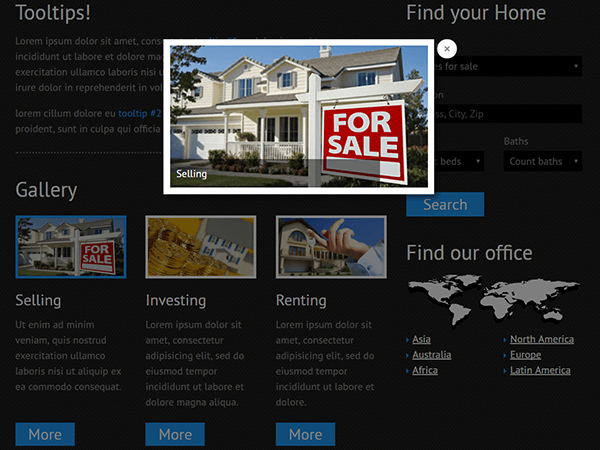 Tooltips!
Lorem ipsum dolor sit amet, consectetur
incididunt ut labore et dolore magna
exercitation ullamco laboris nisi u
irure dolor in reprehenderit in vol
lorem cillum dolore eu tooltip #2
proident, sunt in culpa qui officia
FOR
SALE
Selling
×
Gallery
FOR
SALE
Selling
Ut enim ad minim
veniam, quis nostrud
exercitation ullamco
laboris nisi ut aliquip ex
ea commodo consequat.
More
Investing
Lorem ipsum dolor sit
amet, consectetur
adipisicing elit, sed do
eiusmod tempor
incididunt ut labore et
dolore magna aliqua.
More
Renting
Lorem ipsum dolor sit
amet, consectetur
adipisicing elit, sed do
eiusmod tempor
incididunt ut labore et
dolore.
More
Find your Home
es for sale
on
ss, City, Zip
Baths
t beds
Count baths
Search
Find our office
Asia
Australia
Africa
North America
Europe
Latin America